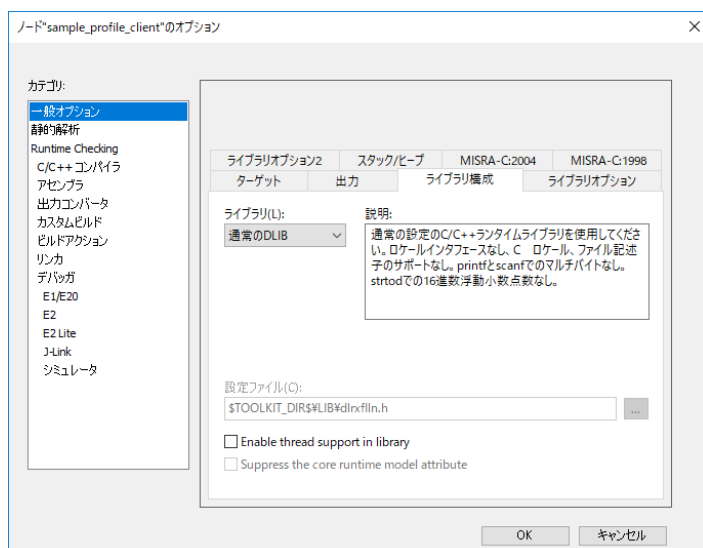 ノード"sample_profile_client"のオプション
カテゴリ:
一般オプション
静的解析
Runtime Checking
C/C++ コンパイラ
アセンブラ
出力コンバータ
カスタムビルド
ビルドアクション
リンカ
デバッガ
E1/E20
E2
E2 Lite
J-Link
シミュレータ
ライブラリオプション2
スタック/ヒープ
MISRA-C:2004
MISRA-C:1998
ターゲット
出力
ライブラリ構成
ライブラリオプション
ライブラリ(L):
通常のDLIB
説明:
通常の設定のC/C++ランタイムライブラリを使用してくださ
い。ロケールインタフェースなし、C ロケール、ファイル記述
子のサポートなし。printfとscanfでのマルチバイトなし。
strtodでの16進数浮動小数点数なし。
設定ファイル(C):
$TOOLKIT_DIR$¥LIB¥dlrxflln.h
...
Enable thread support in library
Suppress the core runtime model attribute
OK
キャンセル